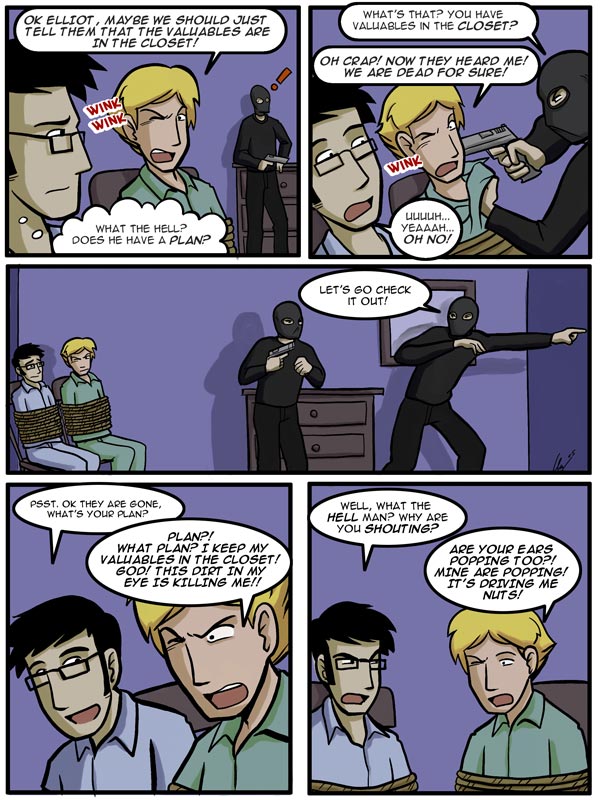 OK ELLIOT, MAYBE WE SHOULD JUST
TELL THEM THAT THE VALUABLES ARE
IN THE CLOSET!
WINK
WINK
!
WHAT THE HELL?
DOES HE HAVE A PLAN?
WHAT'S THAT? YOU HAVE
VALUABLES IN THE CLOSET?
OH CRAP! NOW THEY HEARD ME!
WE ARE DEAD FOR SURE!
WINK
UUUUH...
YEAAAH...
OH NO!
LET'S GO CHECK
IT OUT!
PSST. OK THEY ARE GONE,
WHAT'S YOUR PLAN?
PLAN?!
WHAT PLAN? I KEEP MY
VALUABLES IN THE CLOSET!
GOD! THIS DIRT IN MY
EYE IS KILLING ME!!
WELL, WHAT THE
HELL MAN? WHY ARE
YOU SHOUTING?
ARE YOUR EARS
POPPING TOO?!
MINE ARE POPPING!
IT'S DRIVING ME
NUTS!